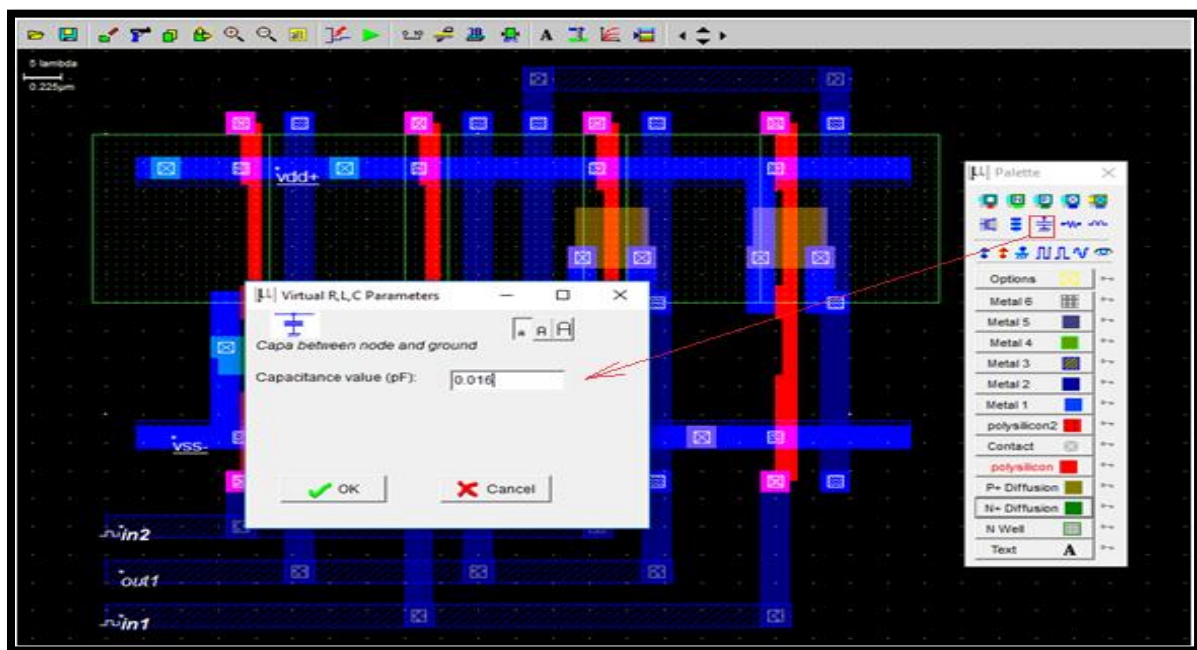 5 lambda
0.225µm
vdd+
Palette
Virtual R,L,C Parameters
Capa between node and ground
A A
Capacitance value (pF): 0.016
OK
Cancel
Options
Metal 6
Metal 5
Metal 4
Metal 3
Metal 2
Metal 1
polysilicon2
Contact
polysilicon
P+ Diffusion
N+ Diffusion
N Well
Text A
vss-
in2
out1
in1